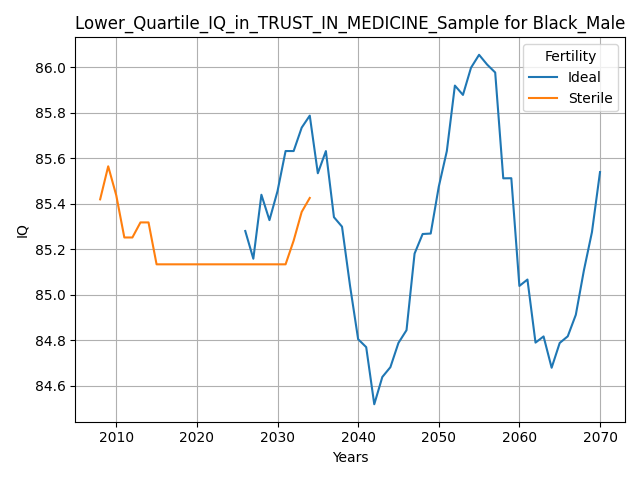 Lower_Quartile_IQ_in_TRUST_IN_MEDICINE_Sample for Black_Male
Fertility
Ideal
Sterile
IQ
86.0
85.8
85.6
85.4
85.2
85.0
84.8
84.6
2010 2020 2030 2040 2050 2060 2070
Years